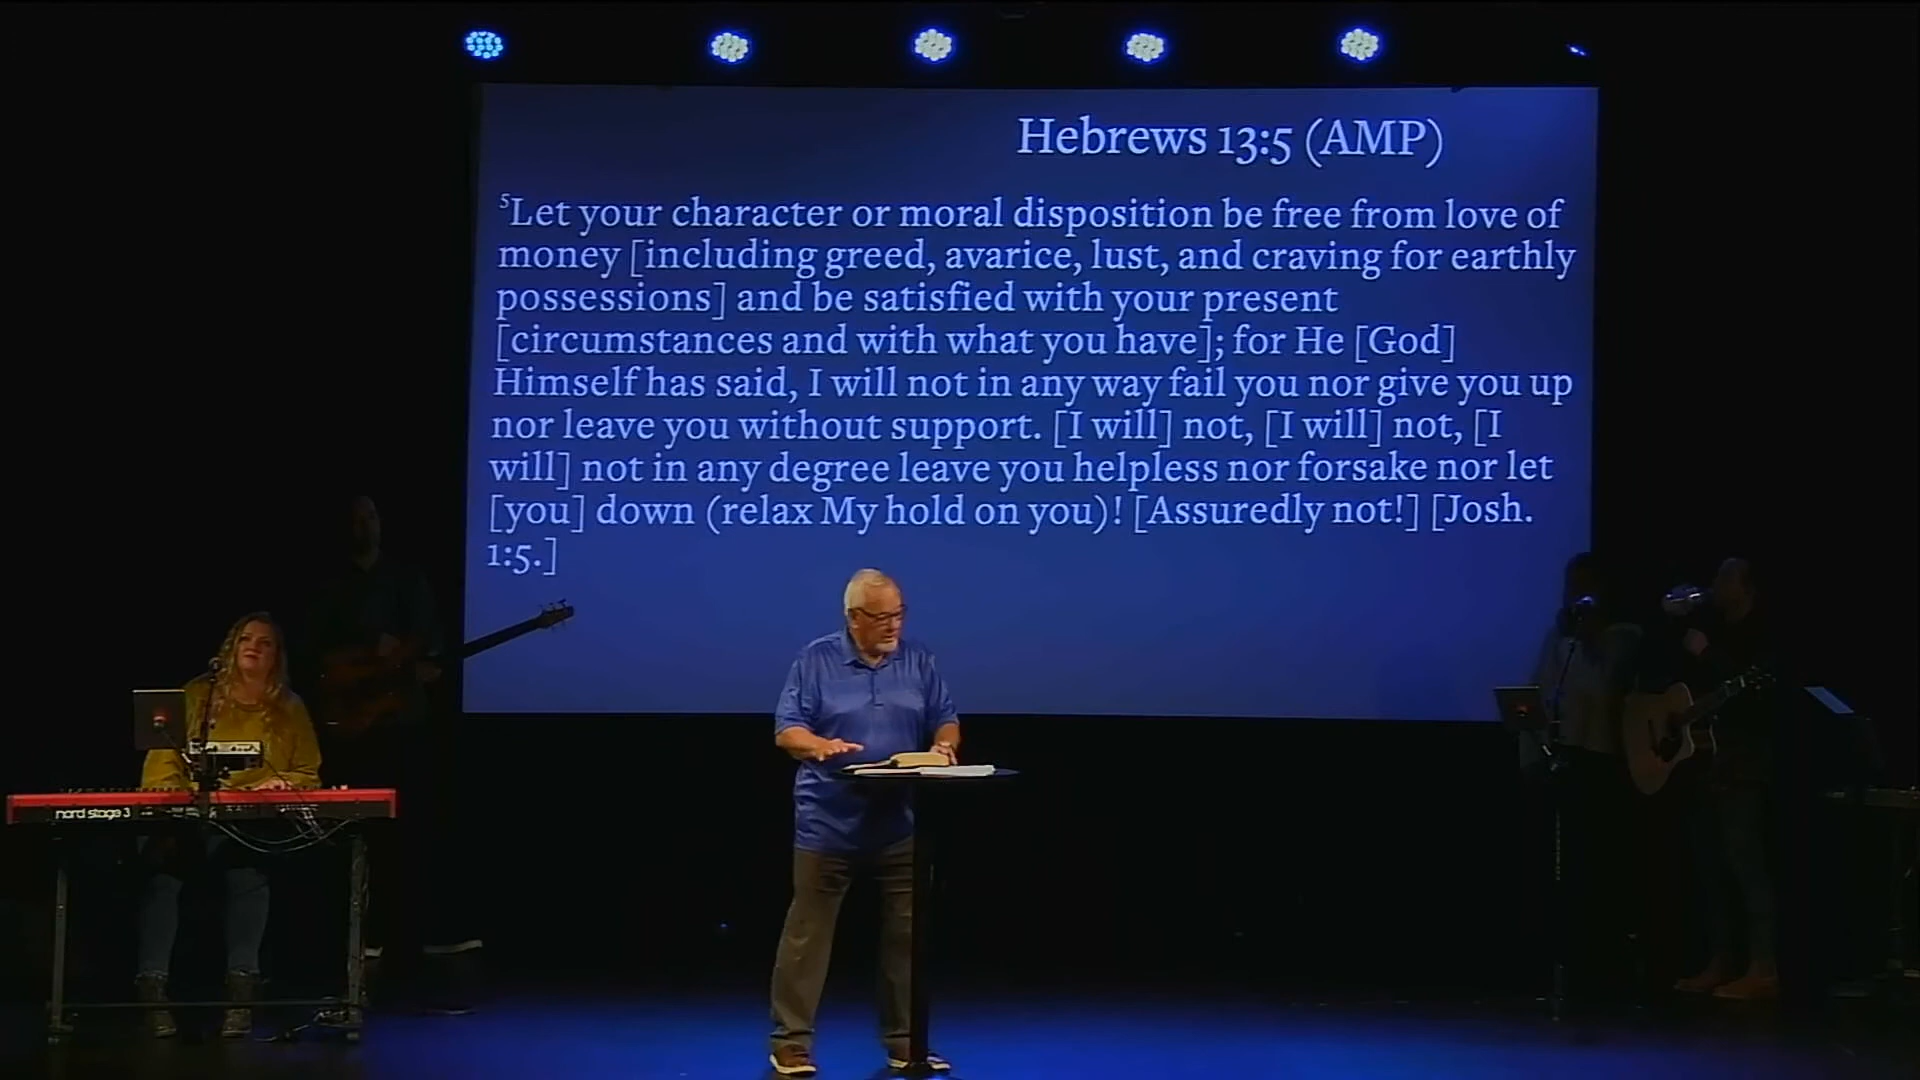 Hebrews 13:5 (AMP)
⁵Let your character or moral disposition be free from love of
money [including greed, avarice, lust, and craving for earthly
possessions] and be satisfied with your present
[circumstances and with what you have]; for He [God]
Himself has said, I will not in any way fail you nor give you up
nor leave you without support. [I will] not, [I will] not, [I
will] not in any degree leave you helpless nor forsake nor let
[you] down (relax My hold on you)! [Assuredly not!] [Josh.
1:5.]
nord stage 3